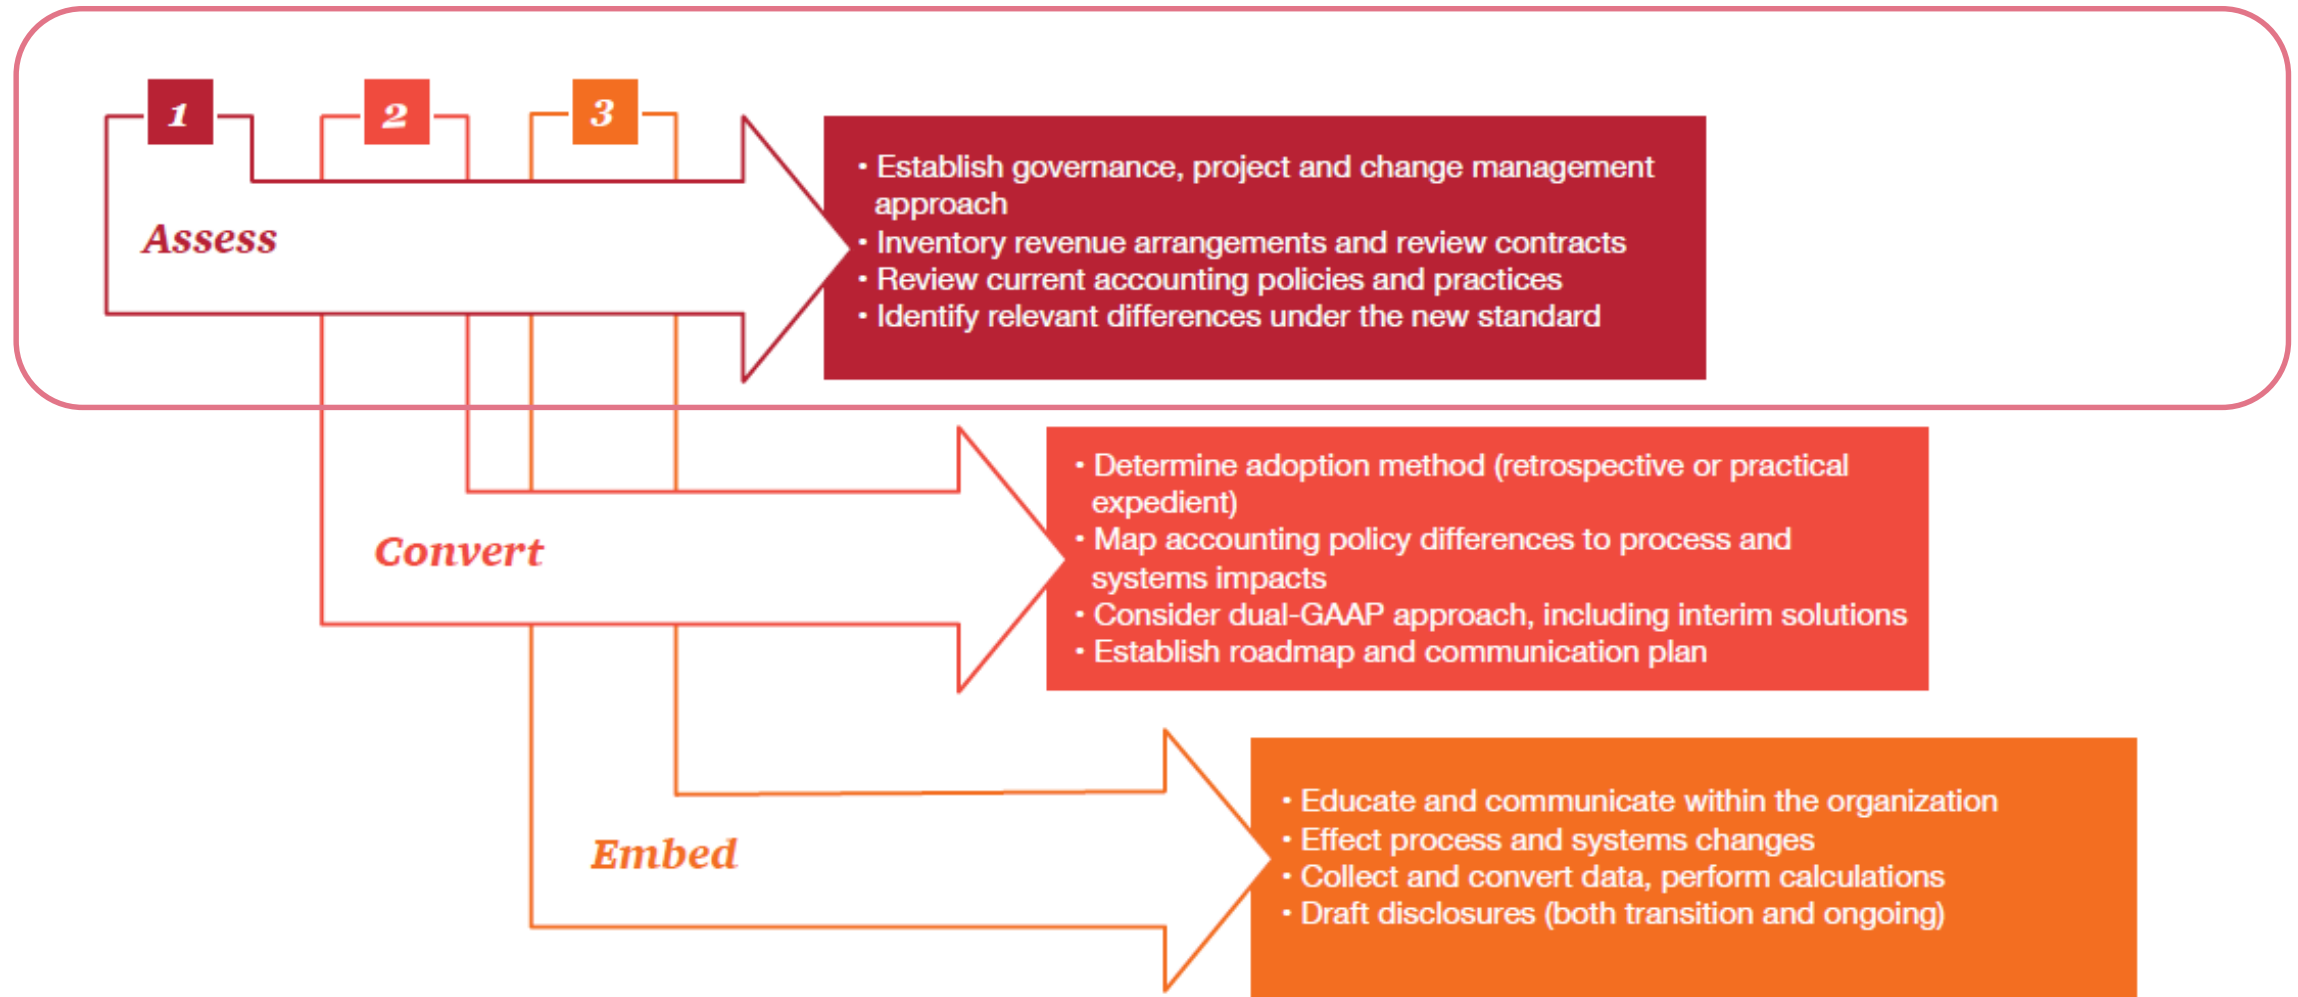 1
2
3
Assess
• Establish governance, project and change management
approach
• Inventory revenue arrangements and review contracts
• Review current accounting policies and practices
• Identify relevant differences under the new standard
Convert
• Determine adoption method (retrospective or practical
expedient)
• Map accounting policy differences to process and
systems impacts
• Consider dual-GAAP approach, including interim solutions
• Establish roadmap and communication plan
Embed
• Educate and communicate within the organization
• Effect process and systems changes
• Collect and convert data, perform calculations
• Draft disclosures (both transition and ongoing)